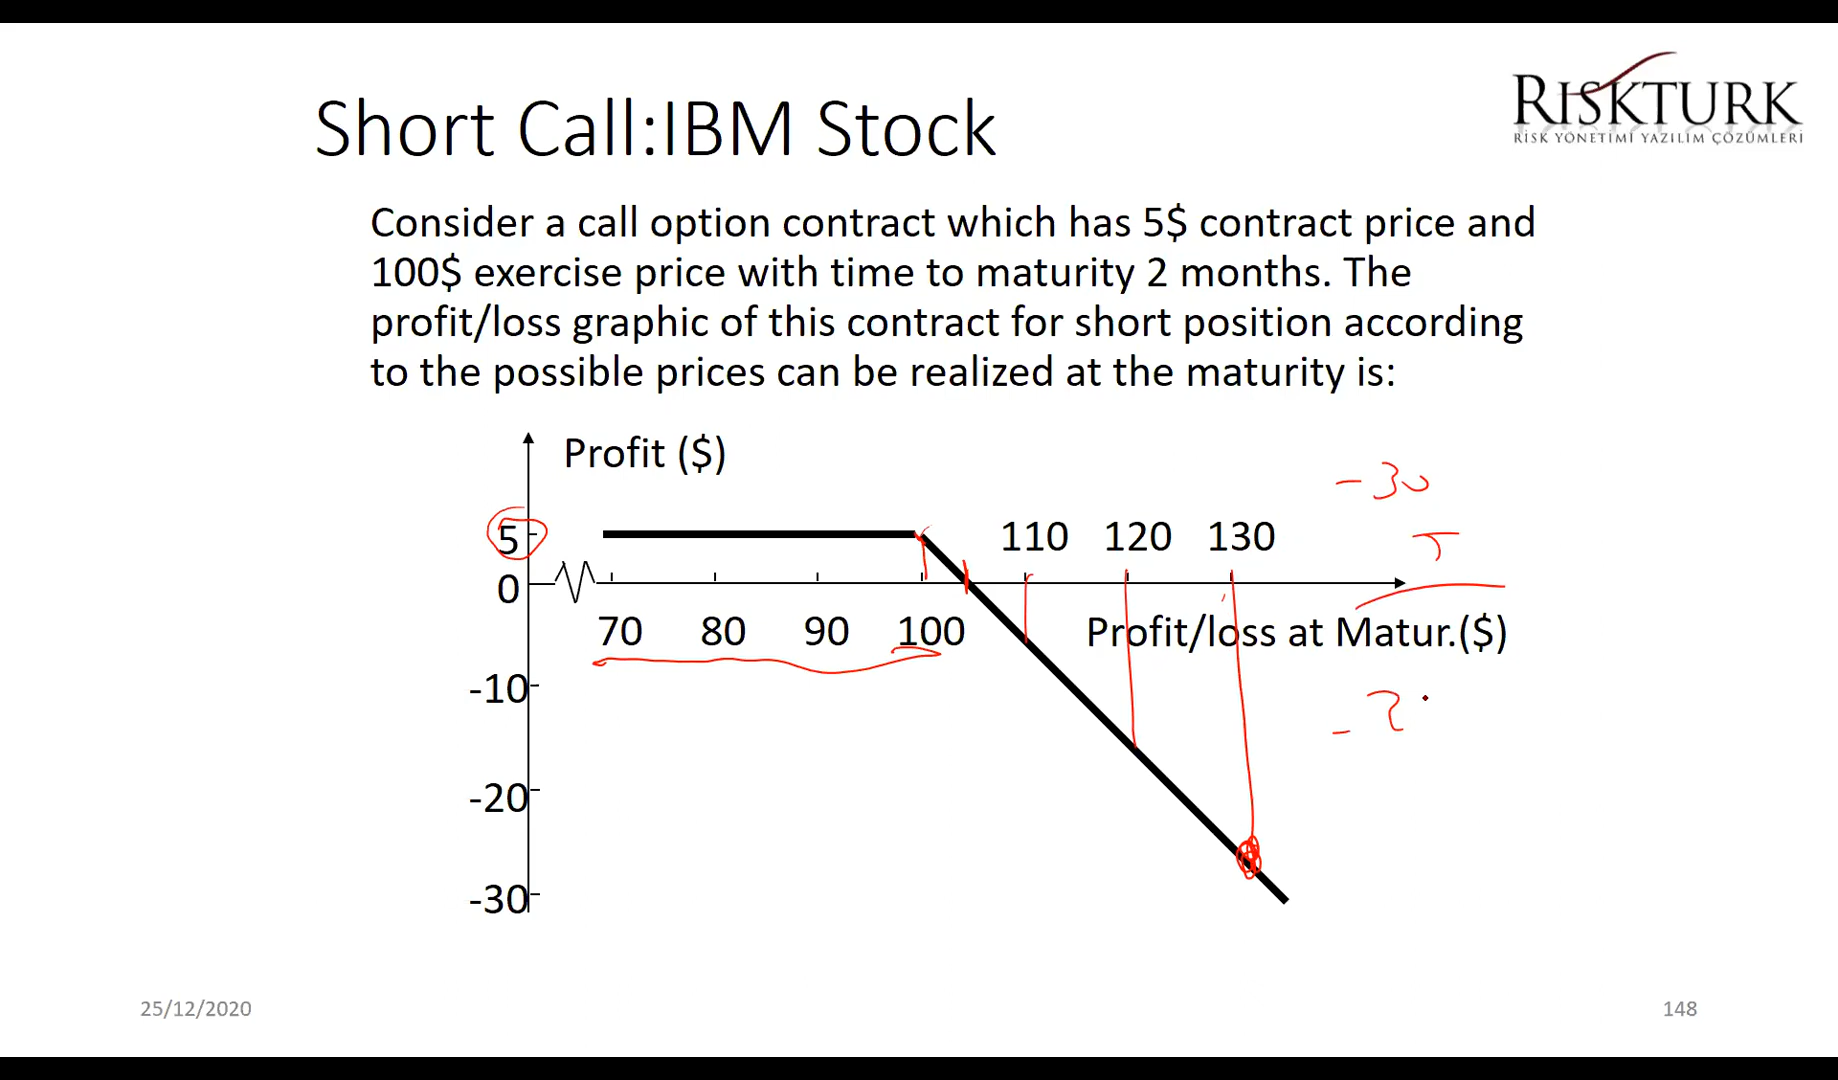 RISKTURK
RİSK YÖNETİMİ YAZILIM ÇÖZÜMLERİ
Short Call:IBM Stock
Consider a call option contract which has 5$ contract price and
100$ exercise price with time to maturity 2 months. The
profit/loss graphic of this contract for short position according
to the possible prices can be realized at the maturity is:
Profit ($)
-30
5
110 120 130
0
70 80 90 100
Profit/loss at Matur.($)
-10
-2
-20
-30
25/12/2020
148